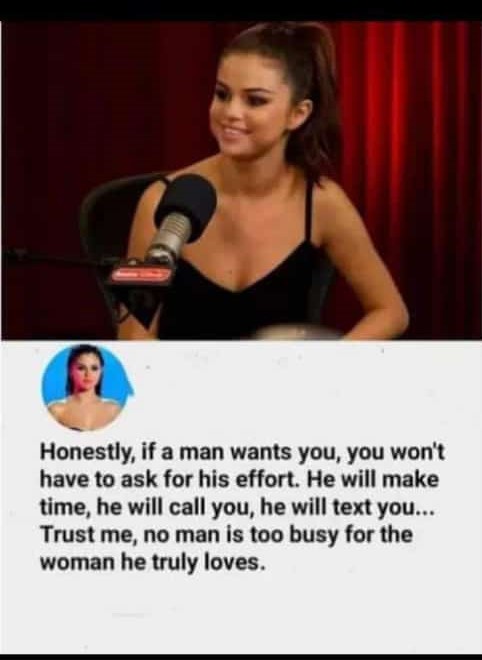 Honestly, if a man wants you, you won't
have to ask for his effort. He will make
time, he will call you, he will text you...
Trust me, no man is too busy for the
woman he truly loves.